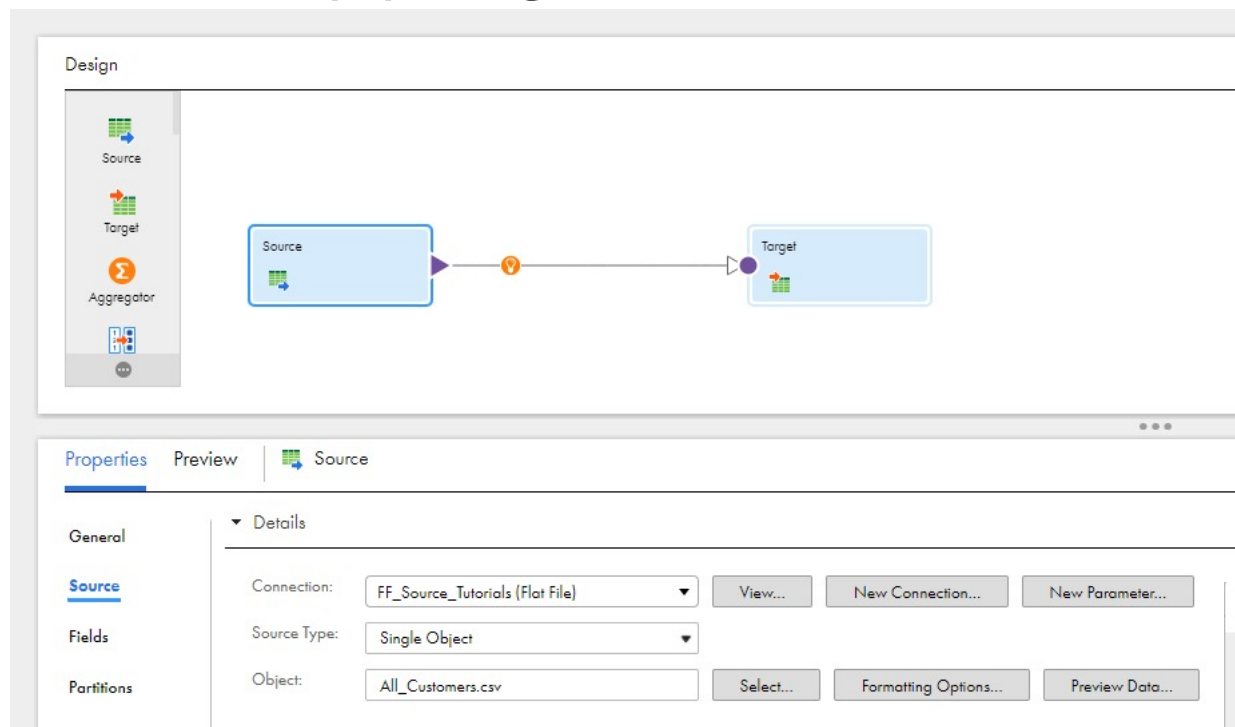 Design
Source
Target
Aggregator
Source
Target
Properties Preview Source
General
Source
Fields
Partitions
Details
Connection: FF_Source_Tutorials (Flat File) View... New Connection... New Parameter...
Source Type: Single Object
Object: All_Customers.csv Select... Formatting Options... Preview Data...